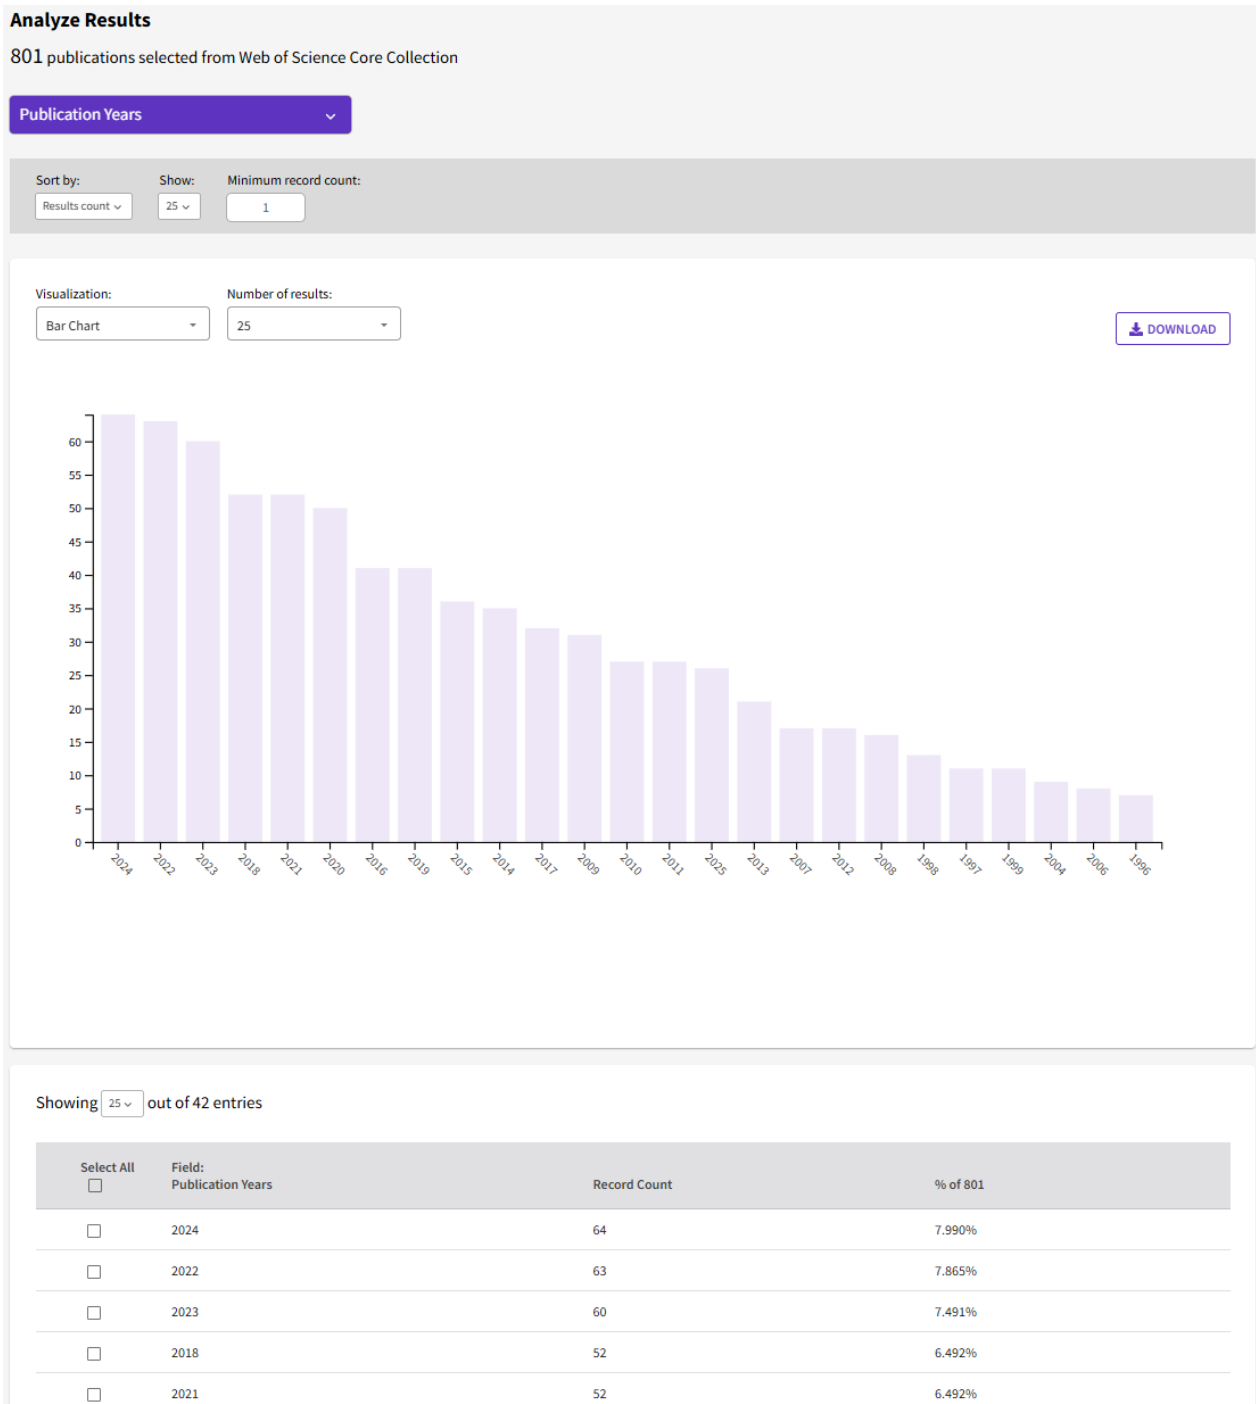 Analyze Results
801 publications selected from Web of Science Core Collection
Publication Years
Sort by: Show: Minimum record count:
Results count 25 1
Visualization: Number of results:
Bar Chart 25
DOWNLOAD
60
55
50
45
40
35
30
25
20
15
10
5
0
2024 2022 2023 2018 2021 2020 2016 2019 2015 2014 2017 2009 2010 2011 2025 2013 2007 2012 2008 1998 1997 1999 2004 2006 1996
Showing 25 out of 42 entries
Select All Field:
Publication Years Record Count % of 801
2024 64 7.990%
2022 63 7.865%
2023 60 7.491%
2018 52 6.492%
2021 52 6.492%